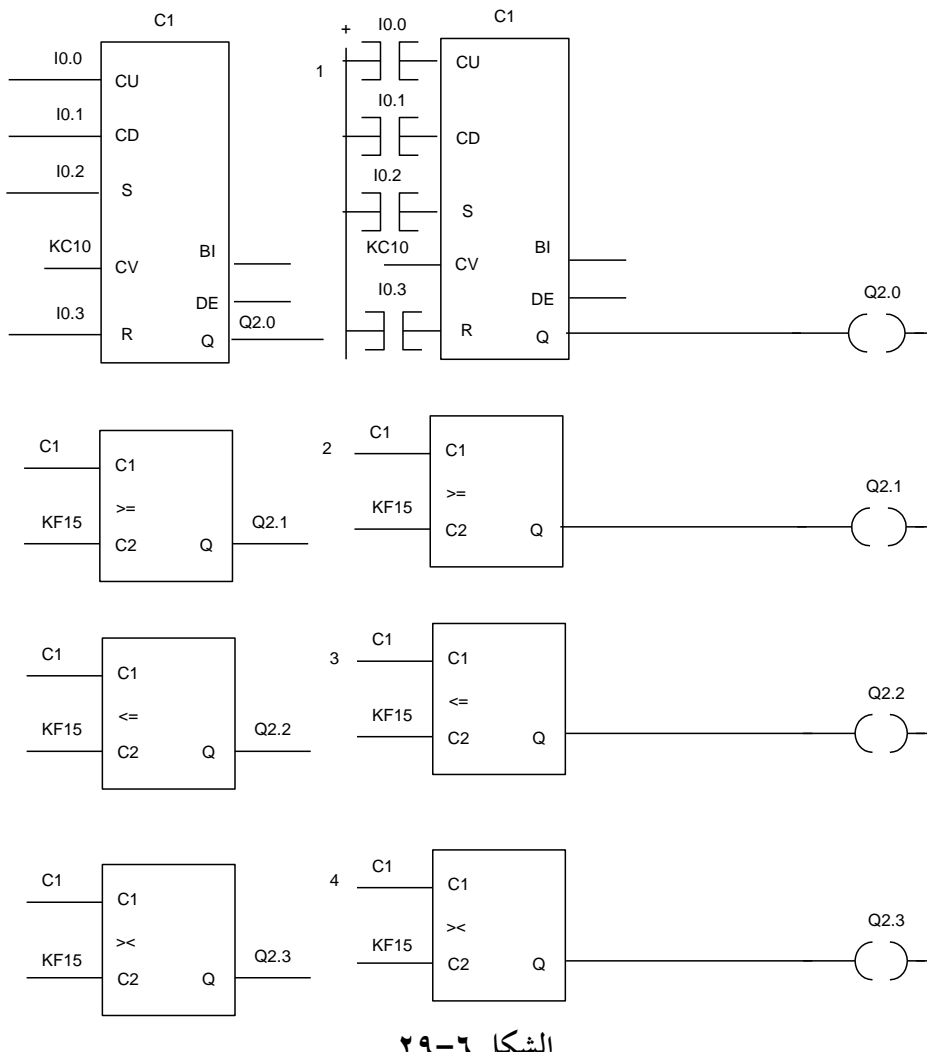 C1
I0.0
CU
I0.1
CD
I0.2
S
KC10
CV
BI
DE
I0.3
R
Q
Q2.0
C1
+
I0.0
1
CU
I0.1
CD
I0.2
S
KC10
CV
BI
I0.3
DE
R
Q
Q2.0
C1
C1
>=
KF15
C2
Q
Q2.1
2
C1
C1
>=
KF15
C2
Q
Q2.1
C1
C1
<=
KF15
C2
Q
Q2.2
3
C1
C1
<=
KF15
C2
Q
Q2.2
C1
C1
><
KF15
C2
Q
Q2.3
4
C1
C1
><
KF15
C2
Q
Q2.3
الشكل ٦-٢٩